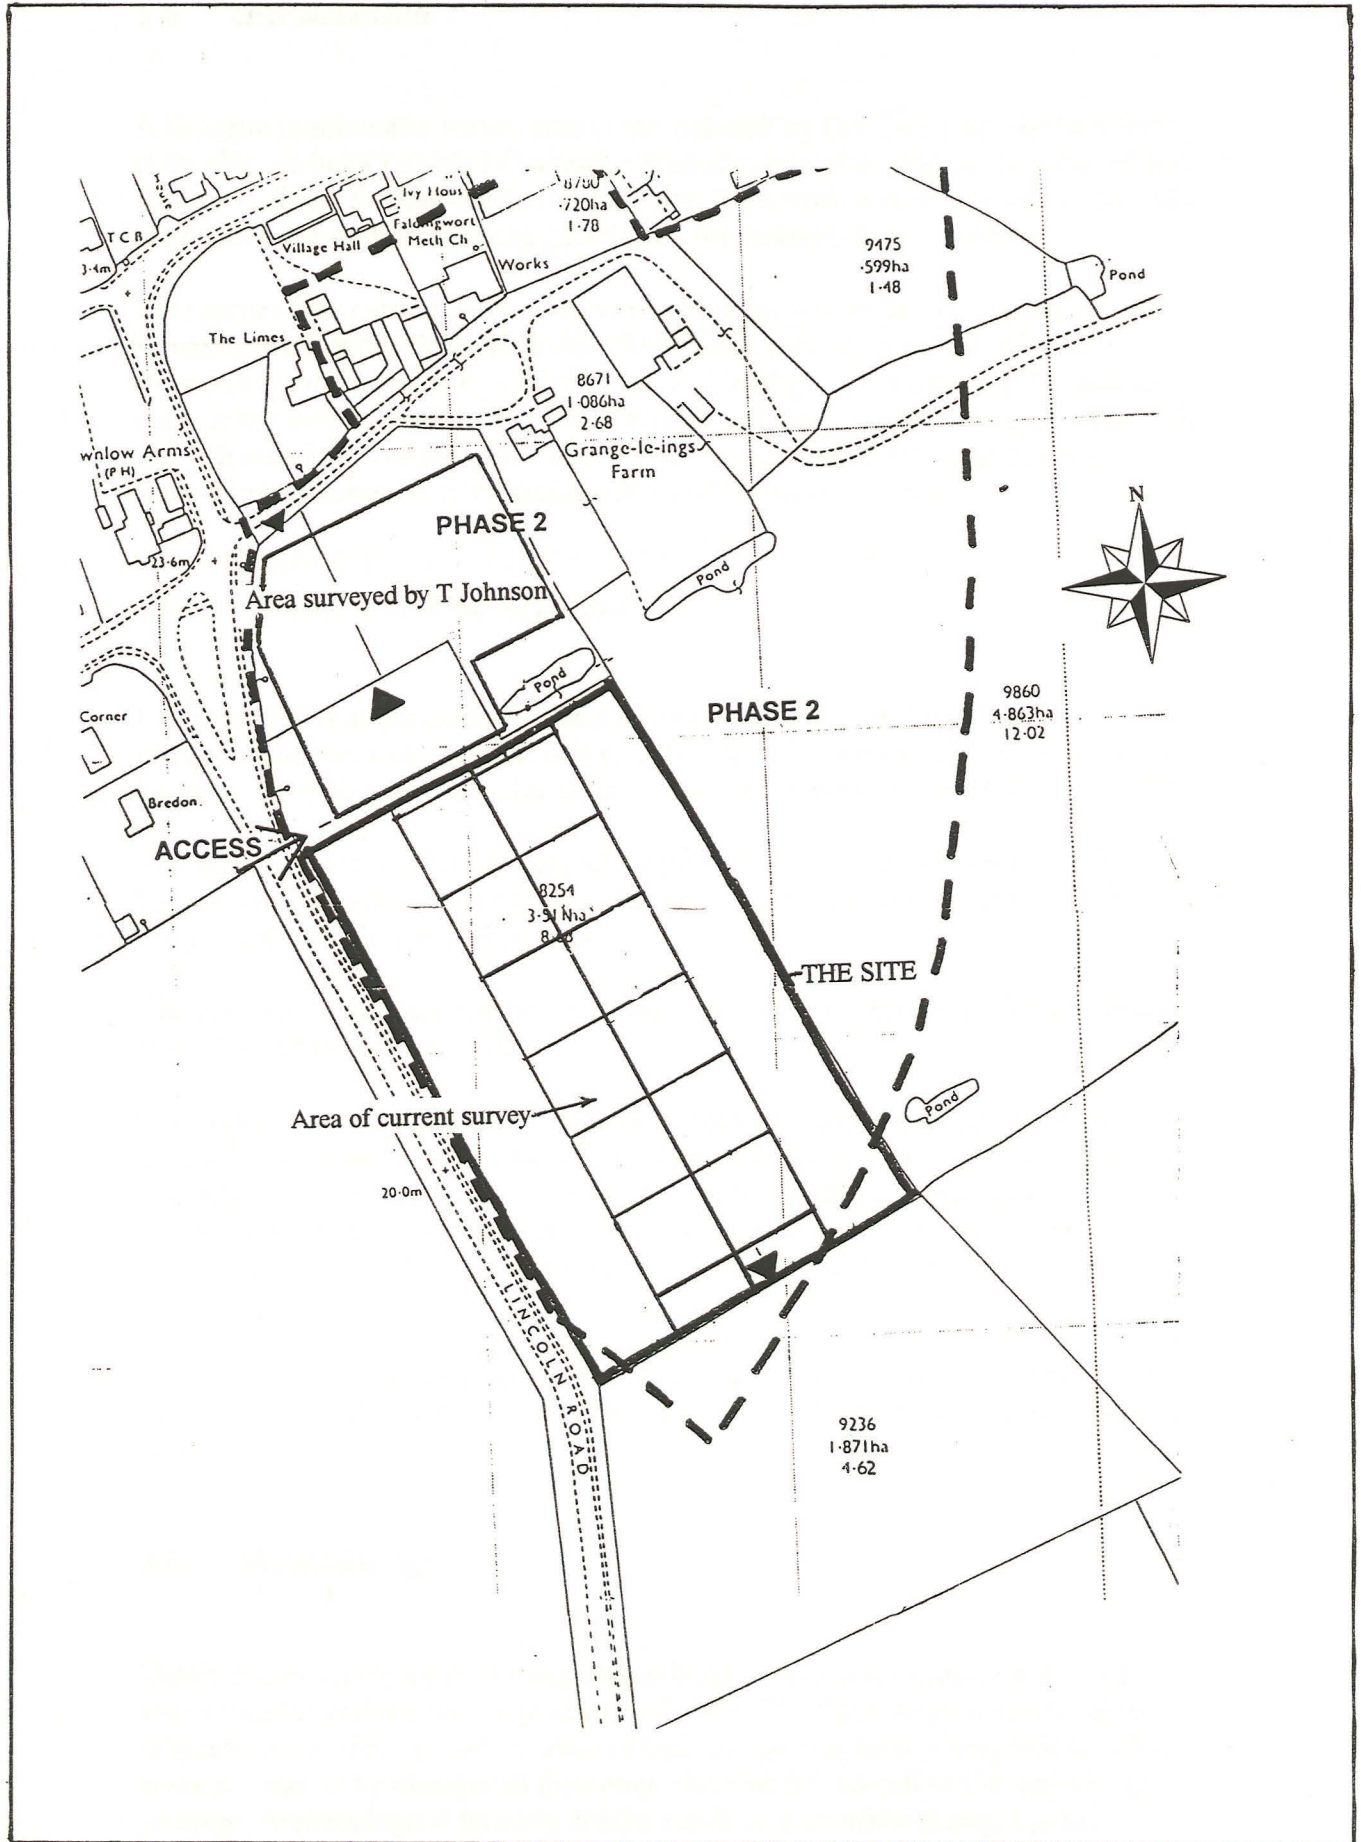 Ivy Hous
8780
·720ha
1·78
T C B
Meth Ch
Village Hall
Works
9475
·599ha
1·48
Pond
3·4m
The Limes
8671
1·086ha
2·68
Grange-le-ings
Farm
wnlow Arms
(P H)
PHASE 2
N
23·6m
Pond
Area surveyed by T Johnson
Pond
9860
4·863ha
12·02
PHASE 2
Corner
Bredon
ACCESS
8254
THE SITE
Pond
Area of current survey
20·0m
LINCOLN ROAD
9236
1·871ha
4·62